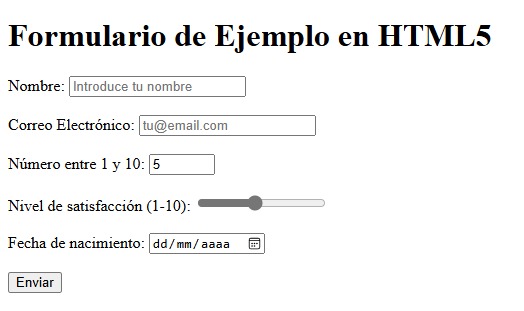 Formulario de Ejemplo en HTML5
Nombre: Introduce tu nombre
Correo Electrónico: tu@email.com
Número entre 1 y 10: 5
Nivel de satisfacción (1-10):
Fecha de nacimiento: dd/mm/aaaa
Enviar